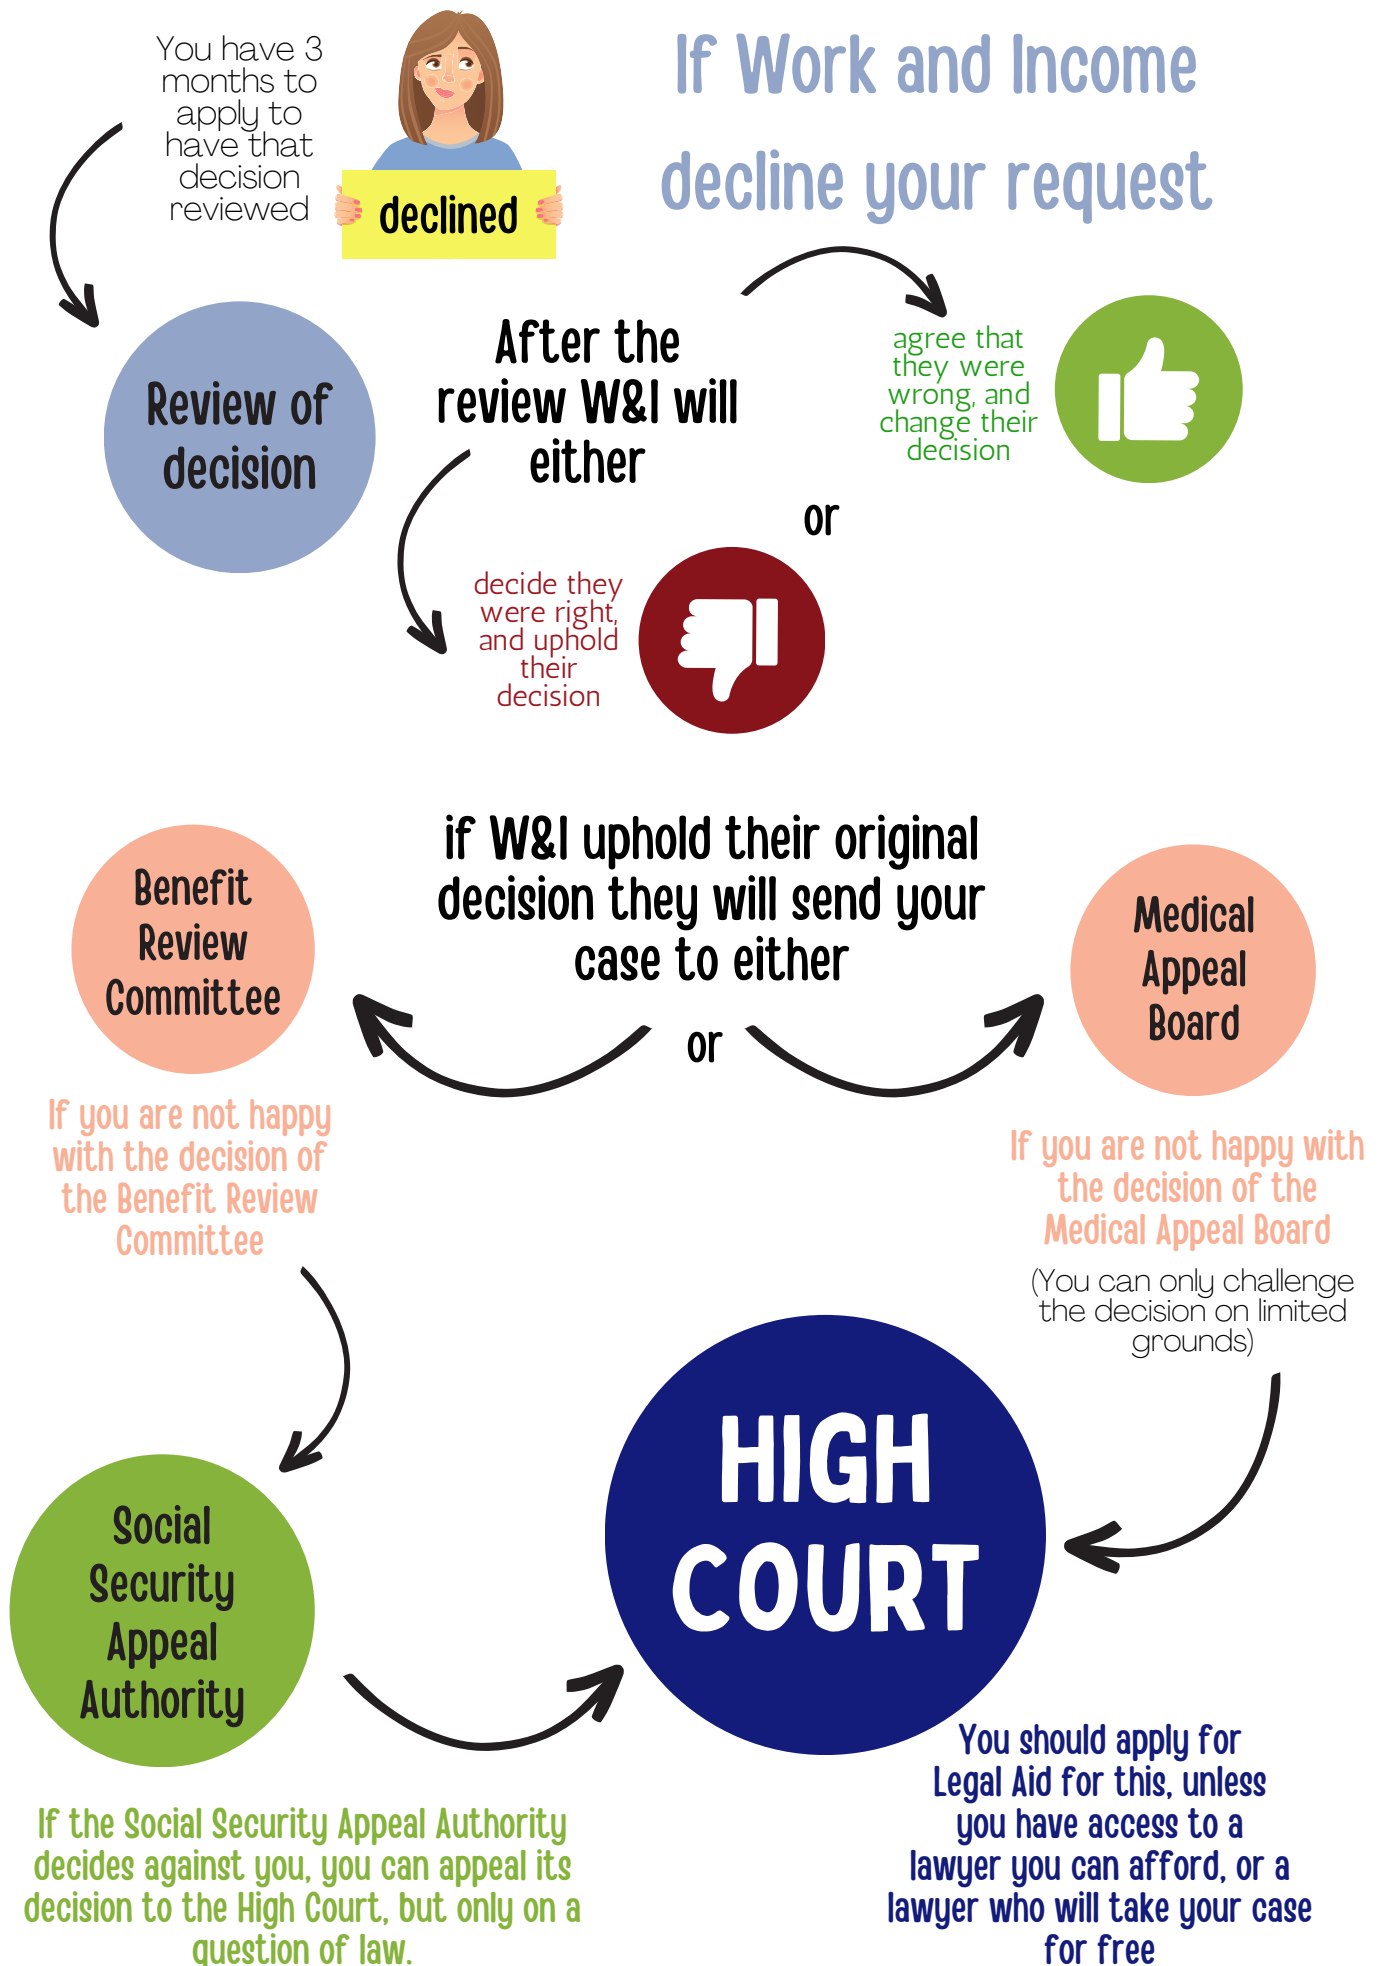 If Work and Income
decline your request
You have 3
months to
apply to
have that
decision
reviewed
declined
Review of
decision
After the
review W&I will
either
agree that
they were
wrong, and
change their
decision
or
decide they
were right,
and uphold
their
decision
if W&I uphold their original
decision they will send your
case to either
or
Benefit
Review
Committee
Medical
Appeal
Board
If you are not happy
with the decision of
the Benefit Review
Committee
If you are not happy with
the decision of the
Medical Appeal Board
(You can only challenge
the decision on limited
grounds)
Social
Security
Appeal
Authority
HIGH
COURT
If the Social Security Appeal Authority
decides against you, you can appeal its
decision to the High Court, but only on a
question of law.
You should apply for
Legal Aid for this, unless
you have access to a
lawyer you can afford, or a
lawyer who will take your case
for free